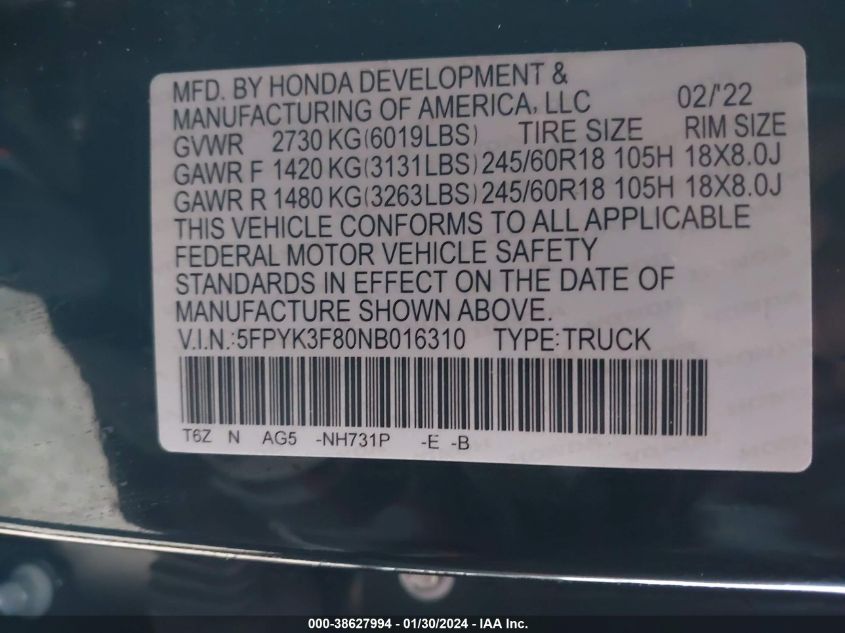 MFD. BY HONDA DEVELOPMENT &
MANUFACTURING OF AMERICA, LLC 02/'22
GVWR 2730 KG(6019LBS) TIRE SIZE RIM SIZE
GAWR F 1420 KG(3131LBS) 245/60R18 105H 18X8.0J
GAWR R 1480 KG(3263LBS) 245/60R18 105H 18X8.0J
THIS VEHICLE CONFORMS TO ALL APPLICABLE
FEDERAL MOTOR VEHICLE SAFETY
STANDARDS IN EFFECT ON THE DATE OF
MANUFACTURE SHOWN ABOVE.
V.I.N.:5FPYK3F80NB016310 TYPE:TRUCK
T6Z N AG5 -NH731P -E -B
000-38627994 - 01/30/2024 - IAA Inc.